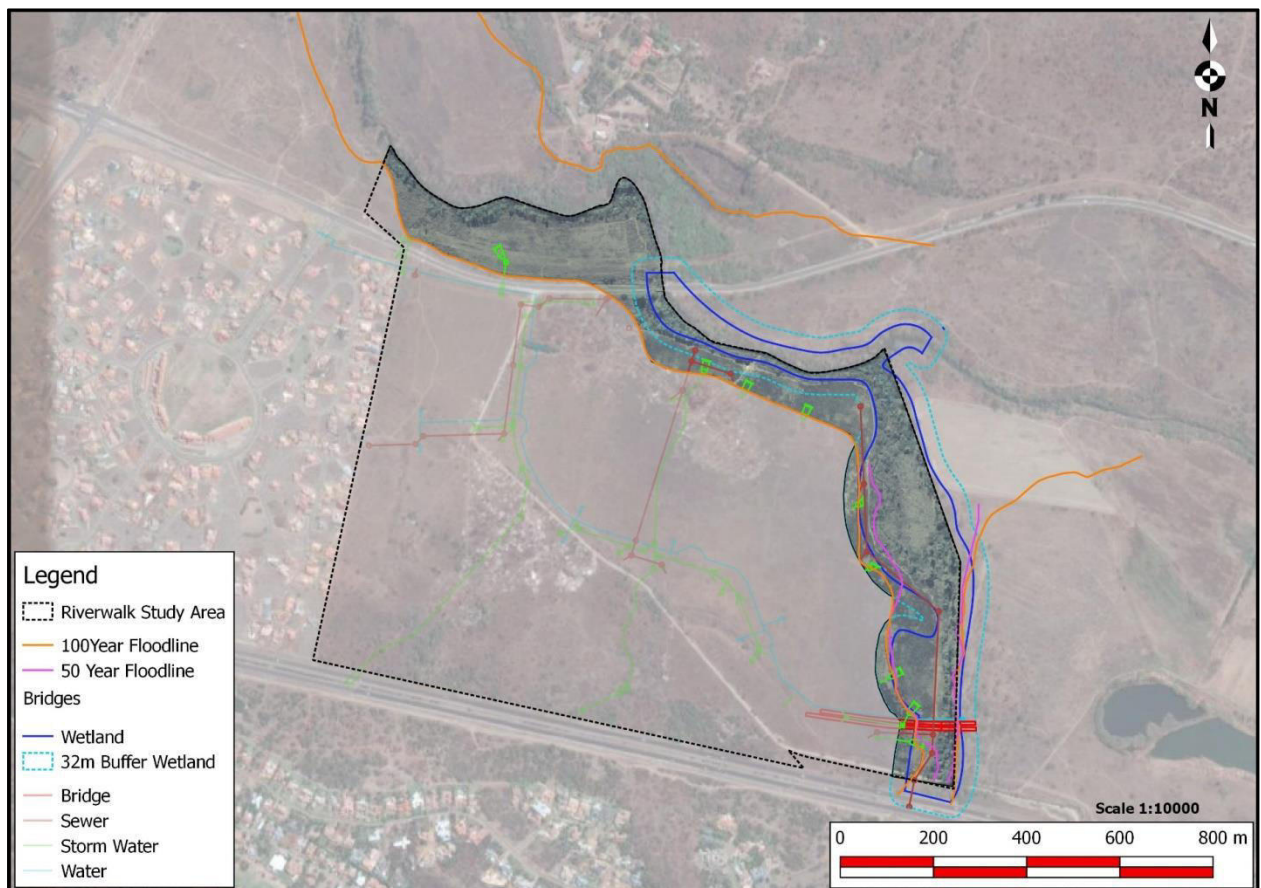 N
Legend
Riverwalk Study Area
100Year Floodline
50 Year Floodline
Bridges
Wetland
32m Buffer Wetland
Bridge
Sewer
Storm Water
Water
Scale 1:10000
0 200 400 600 800 m